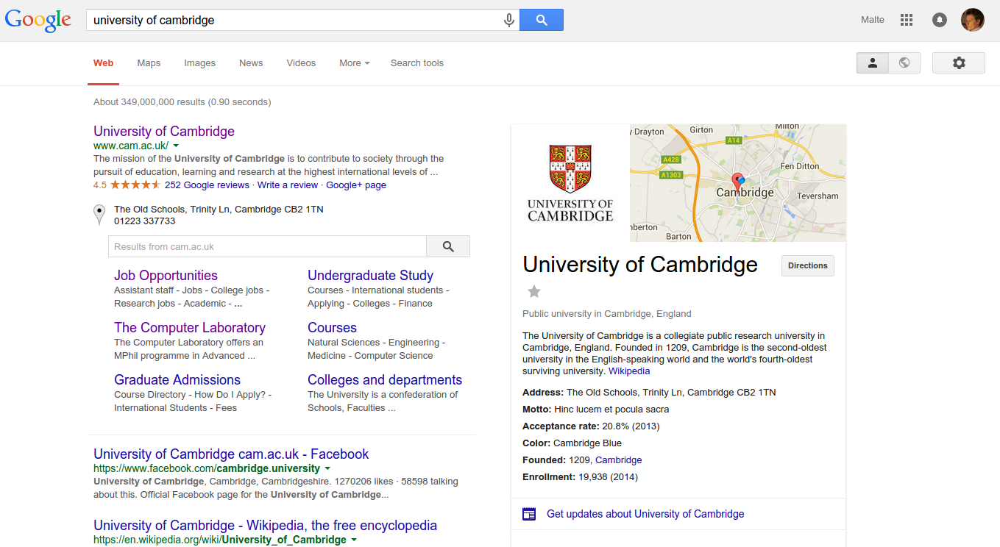 Google
university of cambridge
Malte
Web Maps Images News Videos More Search tools
About 349,000,000 results (0.90 seconds)
University of Cambridge
www.cam.ac.uk/
The mission of the University of Cambridge is to contribute to society through the
pursuit of education, learning and research at the highest international levels of ...
4.5 252 Google reviews · Write a review · Google+ page
The Old Schools, Trinity Ln, Cambridge CB2 1TN
01223 337733
Results from cam.ac.uk
Job Opportunities
Assistant staff - Jobs - College jobs -
Research jobs - Academic - ...
Undergraduate Study
Courses - International students -
Applying - Colleges - Finance
The Computer Laboratory
The Computer Laboratory offers an
MPhil programme in Advanced ...
Courses
Natural Sciences - Engineering -
Medicine - Computer Science
Graduate Admissions
Course Directory - How Do I Apply? -
International Students - Fees
Colleges and departments
The University is a confederation of
Schools, Faculties ...
University of Cambridge cam.ac.uk - Facebook
https://www.facebook.com/cambridge.university
University of Cambridge, Cambridge, Cambridgeshire. 1270206 likes · 58598 talking
about this. Official Facebook page for the University of Cambridge...
University of Cambridge - Wikipedia, the free encyclopedia
https://en.wikipedia.org/wiki/University_of_Cambridge
UNIVERSITY OF
CAMBRIDGE
y Drayton
Girton
Milton
A14
A428
A1303
Fen Ditton
Cambridge
Teversham
nberton
Barton
University of Cambridge
Directions
Public university in Cambridge, England
The University of Cambridge is a collegiate public research university in
Cambridge, England. Founded in 1209, Cambridge is the second-oldest
university in the English-speaking world and the world's fourth-oldest
surviving university. Wikipedia
Address: The Old Schools, Trinity Ln, Cambridge CB2 1TN
Motto: Hinc lucem et pocula sacra
Acceptance rate: 20.8% (2013)
Color: Cambridge Blue
Founded: 1209, Cambridge
Enrollment: 19,938 (2014)
Get updates about University of Cambridge